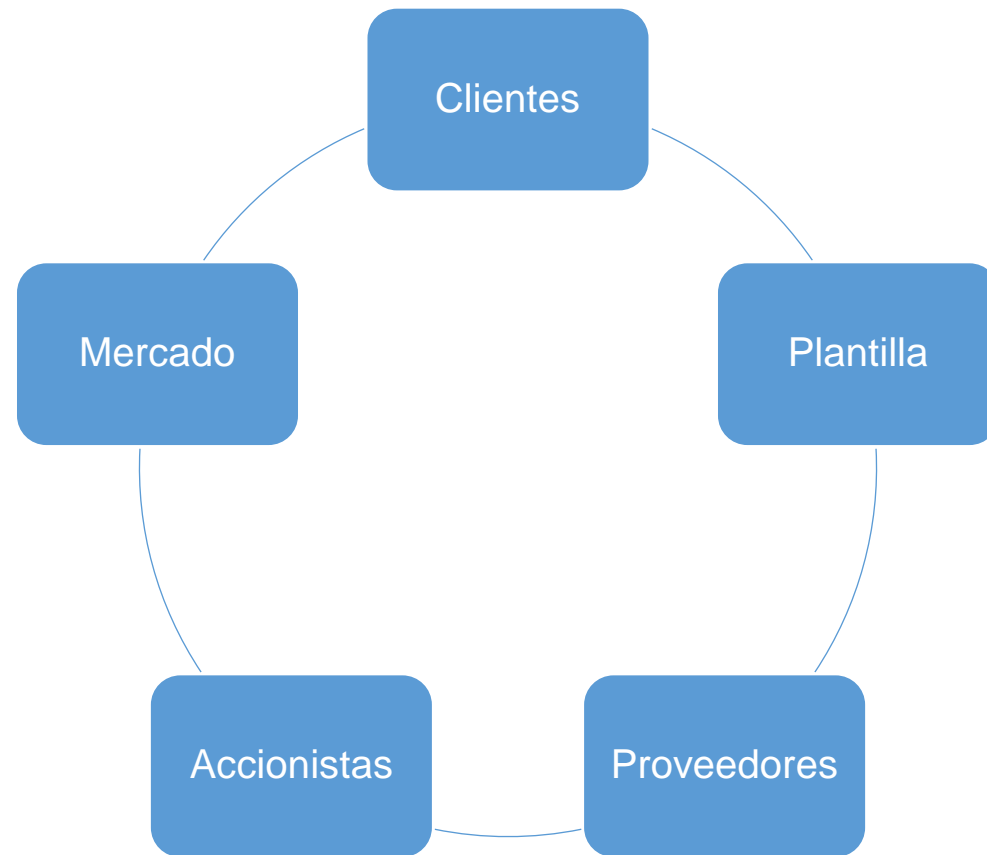 Clientes
Mercado
Plantilla
Accionistas
Proveedores